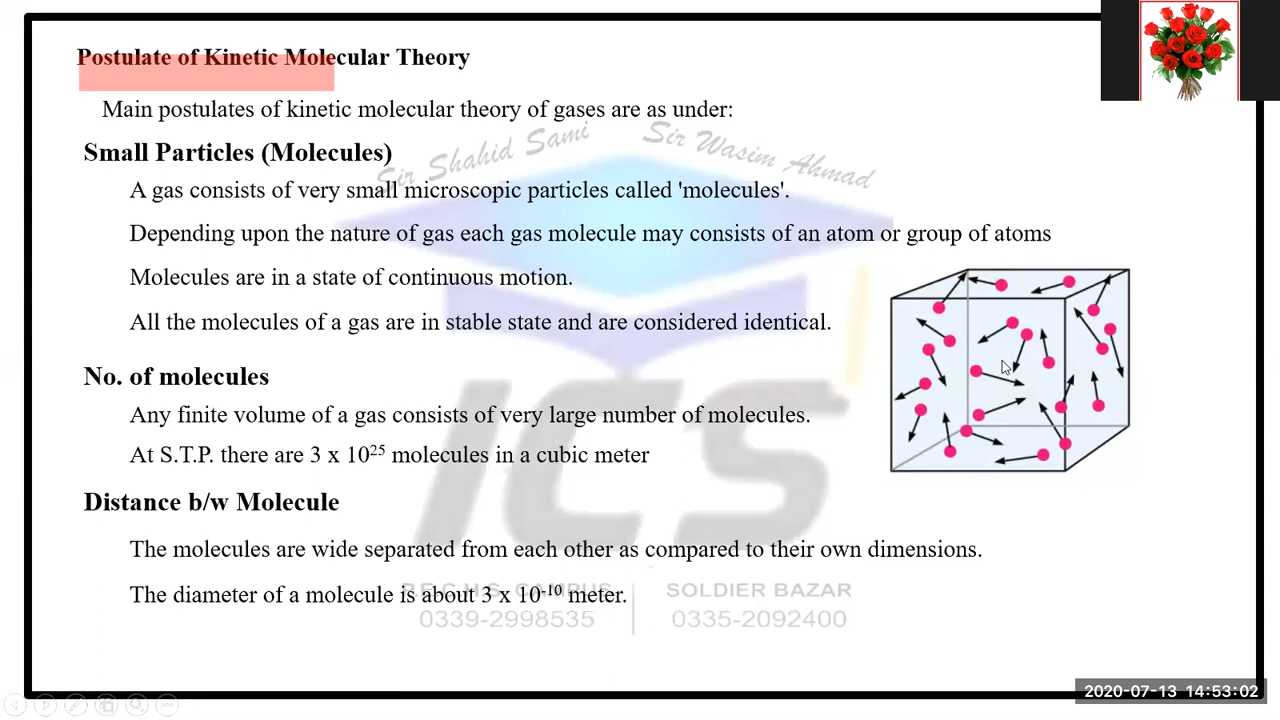 Postulate of Kinetic Molecular Theory
Main postulates of kinetic molecular theory of gases are as under:
Sir Shahid Sami Sir Wasim Ahmad
Small Particles (Molecules)
A gas consists of very small microscopic particles called 'molecules'.
Depending upon the nature of gas each gas molecule may consists of an atom or group of atoms
Molecules are in a state of continuous motion.
All the molecules of a gas are in stable state and are considered identical.
No. of molecules
Any finite volume of a gas consists of very large number of molecules.
At S.T.P. there are 3 x 10²⁵ molecules in a cubic meter
ICS
Distance b/w Molecule
The molecules are wide separated from each other as compared to their own dimensions.
The diameter of a molecule is about 3 x 10⁻¹⁰ meter.
P.E.C.H.S. CAMPUS SOLDIER BAZAR
0339-2998535 0335-2092400
2020-07-13 14:53:02